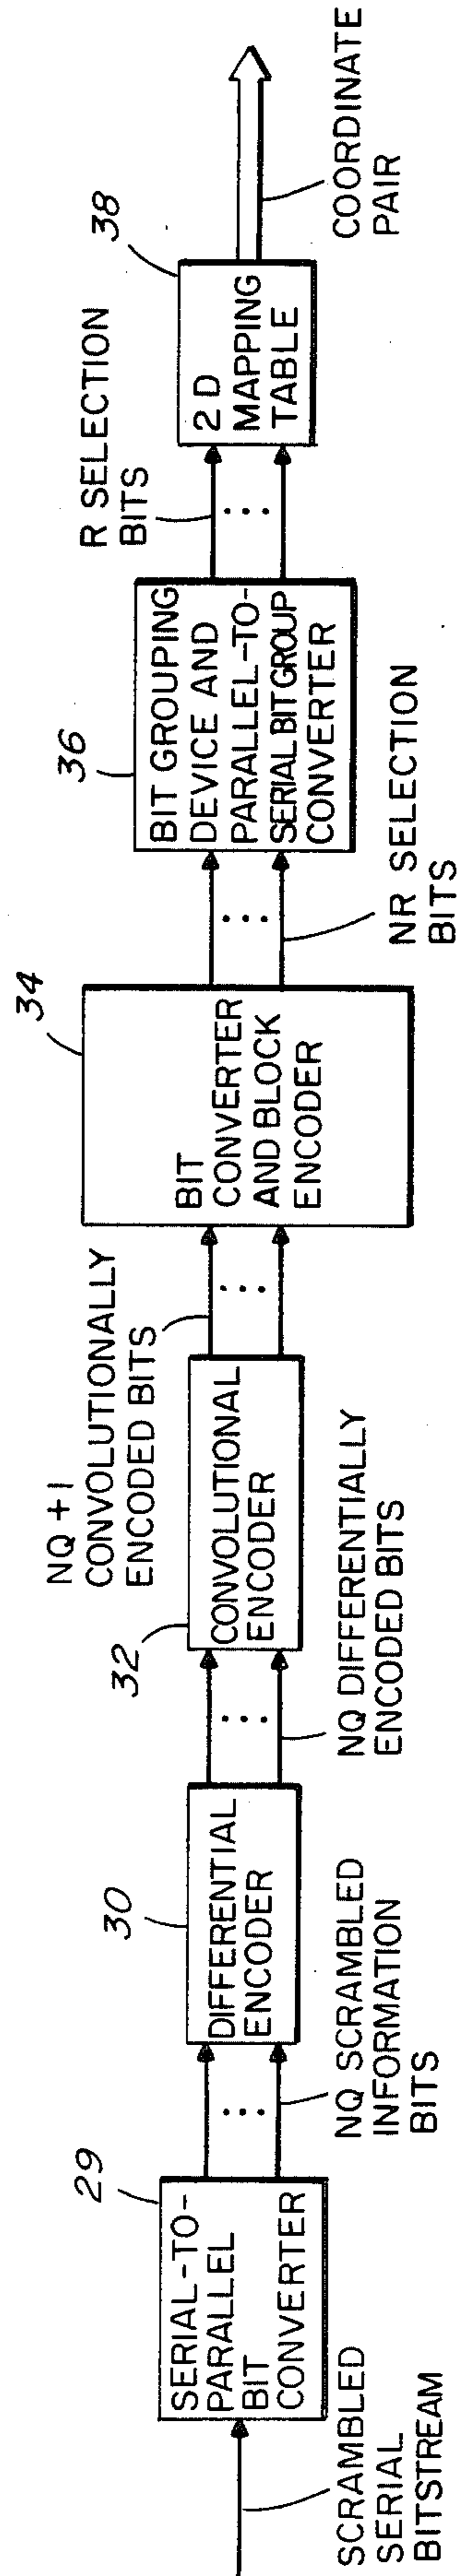 SCRAMBLED
SERIAL
BITSTREAM
29
SERIAL-TO-
PARALLEL
BIT
CONVERTER
NQ SCRAMBLED
INFORMATION
BITS
30
DIFFERENTIAL
ENCODER
NQ DIFFERENTIALLY
ENCODED BITS
32
CONVOLUTIONAL
ENCODER
NQ+1
CONVOLUTIONALLY
ENCODED BITS
34
BIT
CONVERTER
AND BLOCK
ENCODER
NR SELECTION
BITS
36
BIT GROUPING
DEVICE AND
PARALLEL-TO-
SERIAL BIT GROUP
CONVERTER
R SELECTION
BITS
38
2 D
MAPPING
TABLE
COORDINATE
PAIR